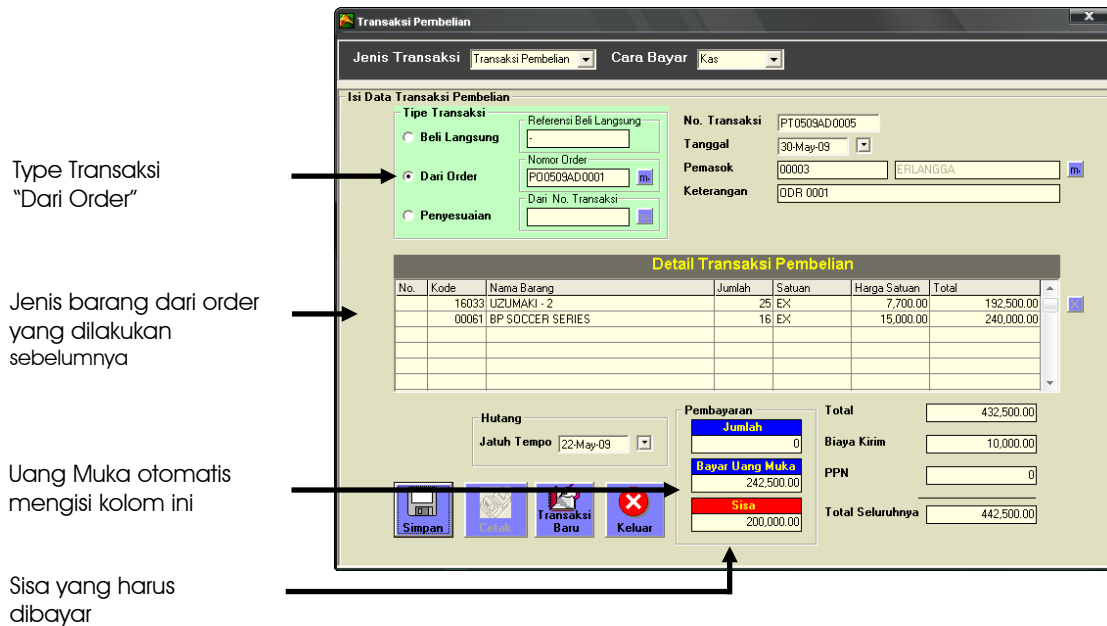 Transaksi Pembelian
Jenis Transaksi Transaksi Pembelian Cara Bayar Kas
Isi Data Transaksi Pembelian
Tipe Transaksi
Beli Langsung
Referensi Beli Langsung
-
Dari Order
Nomor Order
PO0509AD0001
Penyesuaian
Dari No. Transaksi
No. Transaksi PT0509AD0005
Tanggal 30-May-09
Pemasok 00003 ERLANGGA
Keterangan ODR 0001
Type Transaksi
“Dari Order”
Detail Transaksi Pembelian
No. Kode Nama Barang Jumlah Satuan Harga Satuan Total
16033 UZUMAKI - 2 25 EX 7,700.00 192,500.00
00061 BP SOCCER SERIES 16 EX 15,000.00 240,000.00
Jenis barang dari order
yang dilakukan
sebelumnya
Hutang
Jatuh Tempo 22-May-09
Pembayaran
Jumlah
0
Bayar Uang Muka
242,500.00
Sisa
200,000.00
Total 432,500.00
Biaya Kirim 10,000.00
PPN 0
Total Seluruhnya 442,500.00
Uang Muka otomatis
mengisi kolom ini
Simpan
Cetak
Transaksi
Baru
Keluar
Sisa yang harus
dibayar